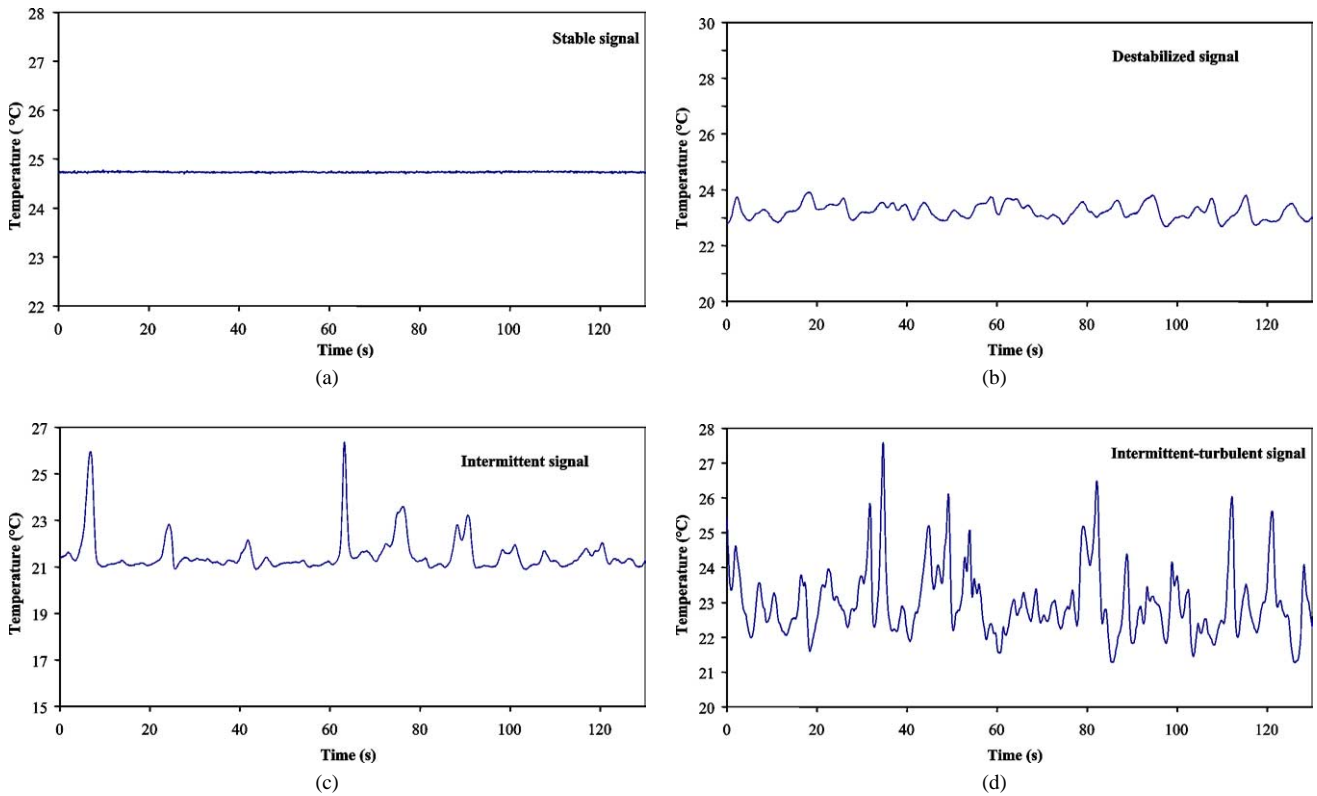 28
27
26
25
24
23
22
Temperature ( °C)
Stable signal
0 20 40 60 80 100 120
Time (s)
(a)
30
28
26
24
22
20
Temperature (°C)
Destabilized signal
0 20 40 60 80 100 120
Time (s)
(b)
27
25
23
21
19
17
15
Temperature (°C)
Intermittent signal
0 20 40 60 80 100 120
Time (s)
(c)
28
27
26
25
24
23
22
21
20
Temperature (°C)
Intermittent-turbulent signal
0 20 40 60 80 100 120
Time (s)
(d)